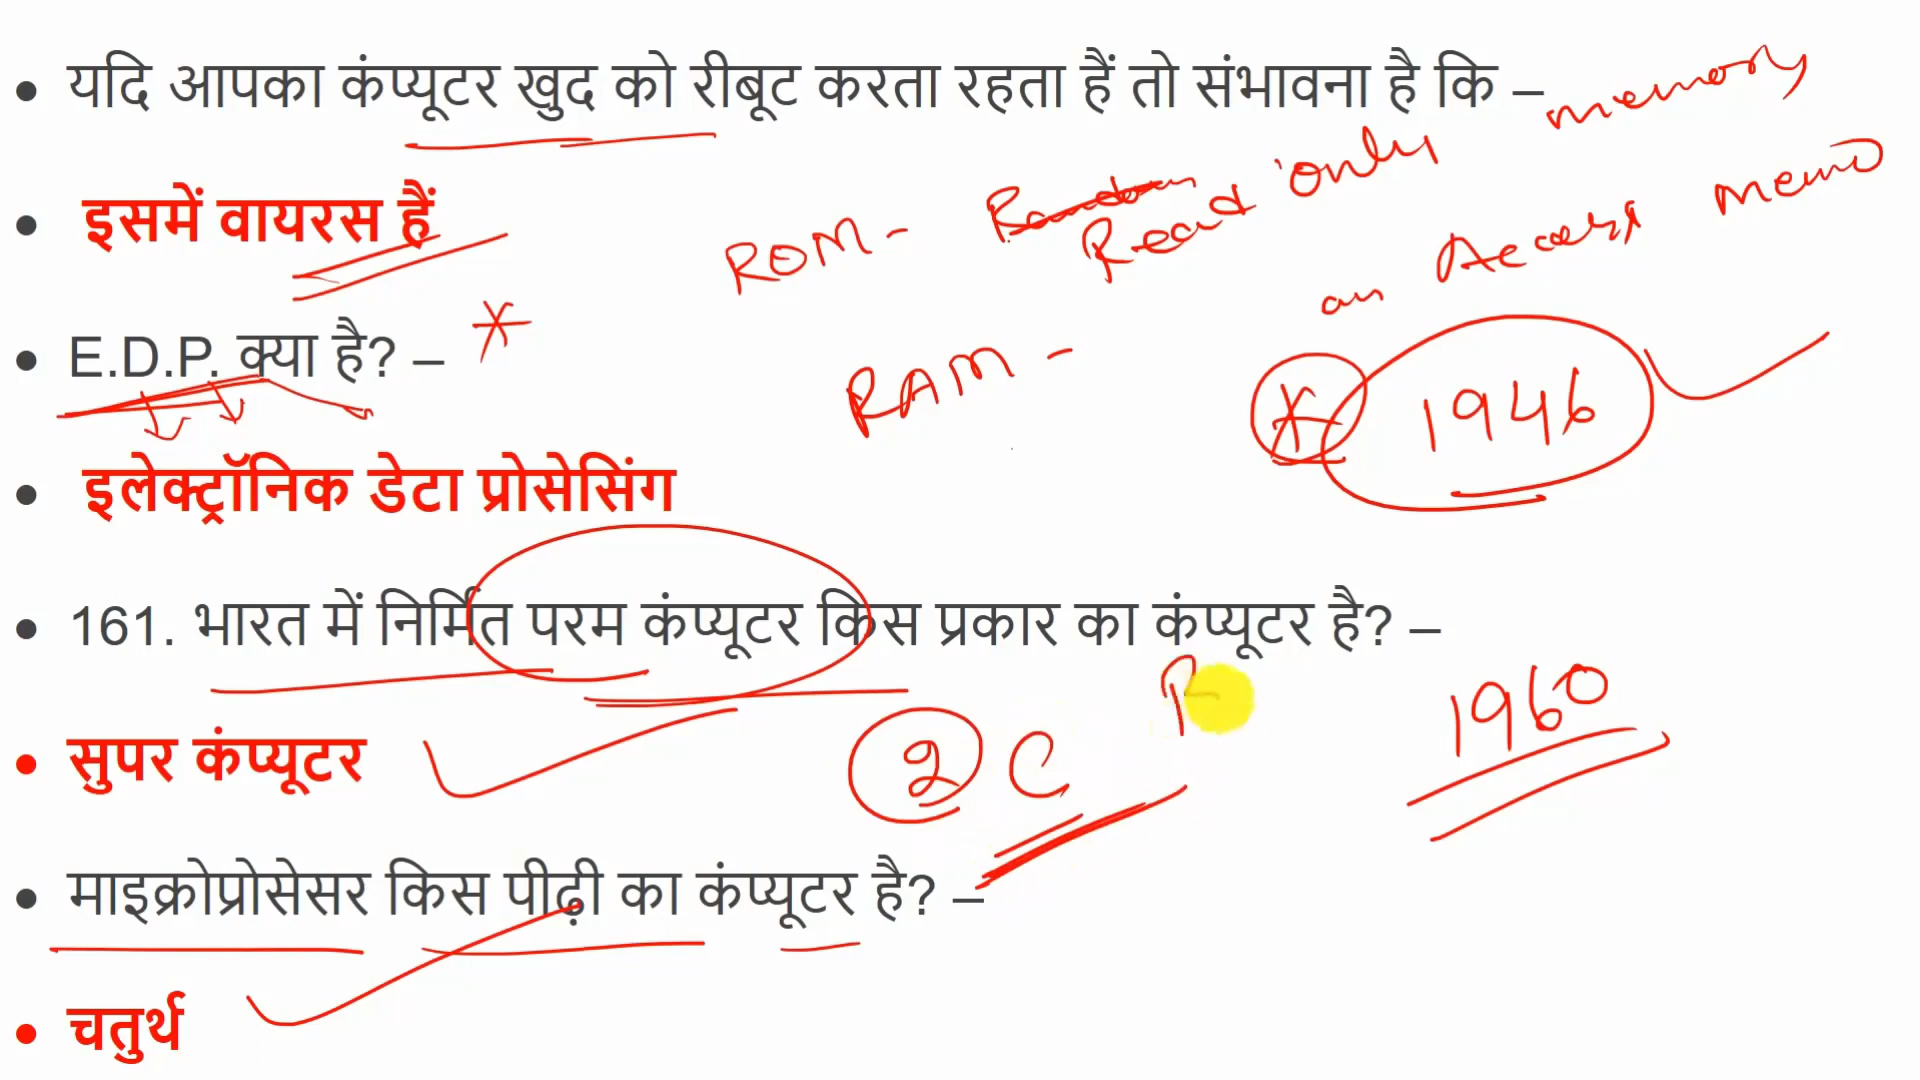 • यदि आपका कंप्यूटर खुद को रीबूट करता रहता हैं तो संभावना है कि –
memory
• इसमें वायरस हैं
ROM - Random Read only
an Access memo
• E.D.P. क्या है? – *
RAM -
* 1946
• इलेक्ट्रॉनिक डेटा प्रोसेसिंग
• 161. भारत में निर्मित परम कंप्यूटर किस प्रकार का कंप्यूटर है? –
1960
• सुपर कंप्यूटर
2 C
• माइक्रोप्रोसेसर किस पीढ़ी का कंप्यूटर है? –
• चतुर्थ